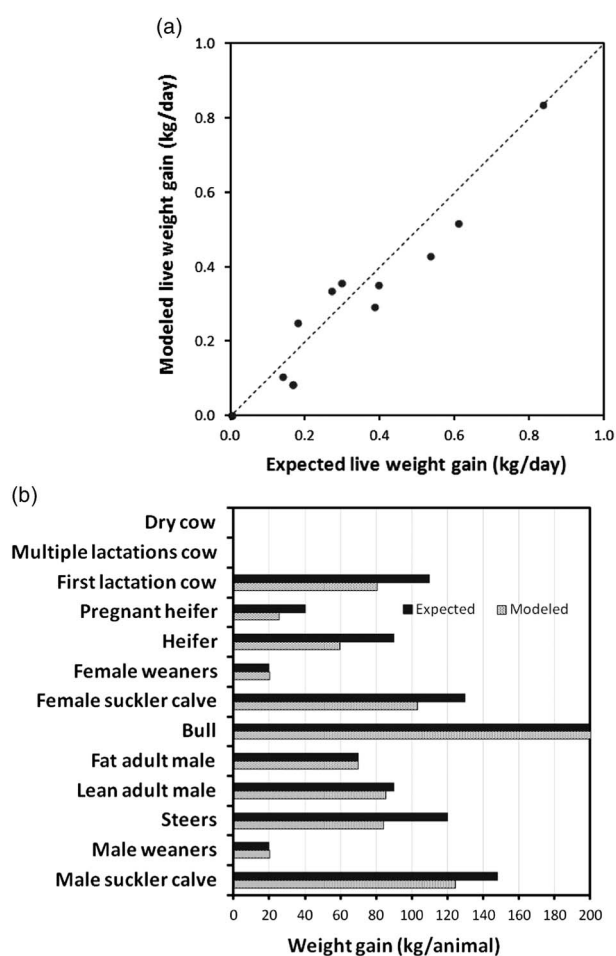 (a)
1.0
0.8
0.6
0.4
0.2
0.0
Modeled live weight gain (kg/day)
0.0 0.2 0.4 0.6 0.8 1.0
Expected live weight gain (kg/day)
(b)
Dry cow
Multiple lactations cow
First lactation cow
Pregnant heifer
Expected Modeled
Heifer
Female weaners
Female suckler calve
Bull
Fat adult male
Lean adult male
Steers
Male weaners
Male suckler calve
0 20 40 60 80 100 120 140 160 180 200
Weight gain (kg/animal)